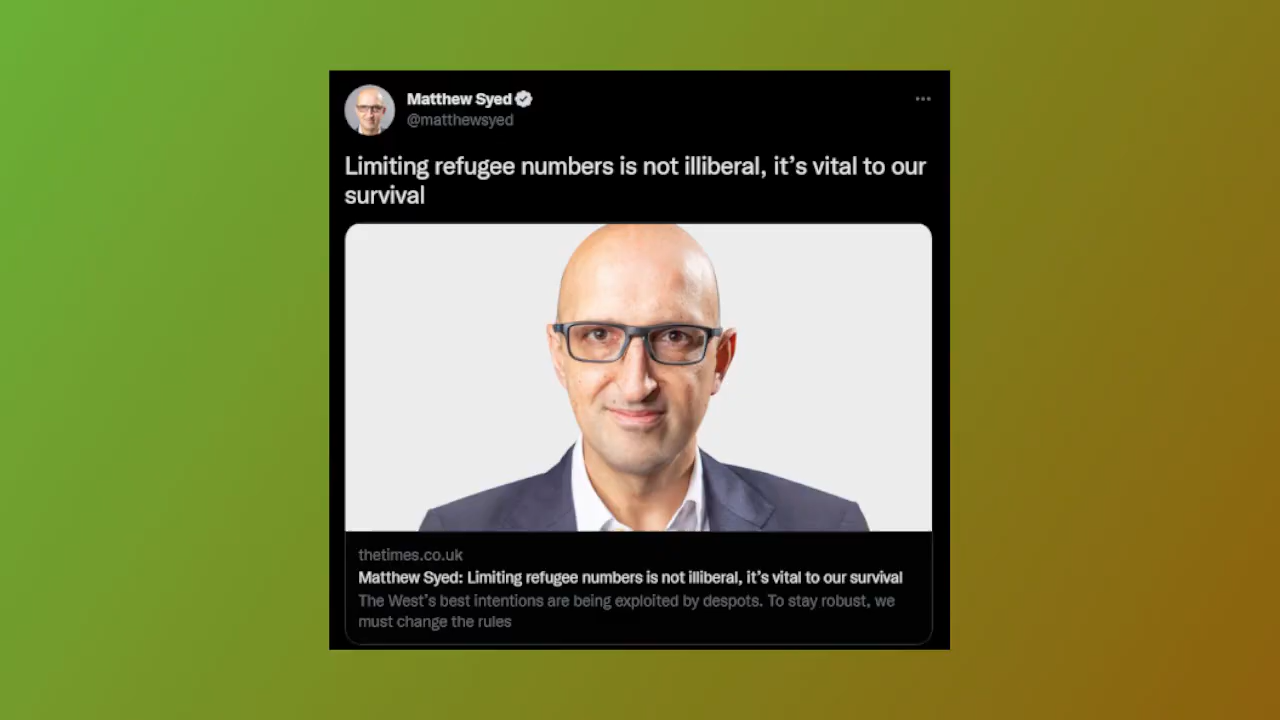 Matthew Syed
@matthewsyed
Limiting refugee numbers is not illiberal, it’s vital to our
survival
thetimes.co.uk
Matthew Syed: Limiting refugee numbers is not illiberal, it’s vital to our survival
The West’s best intentions are being exploited by despots. To stay robust, we
must change the rules